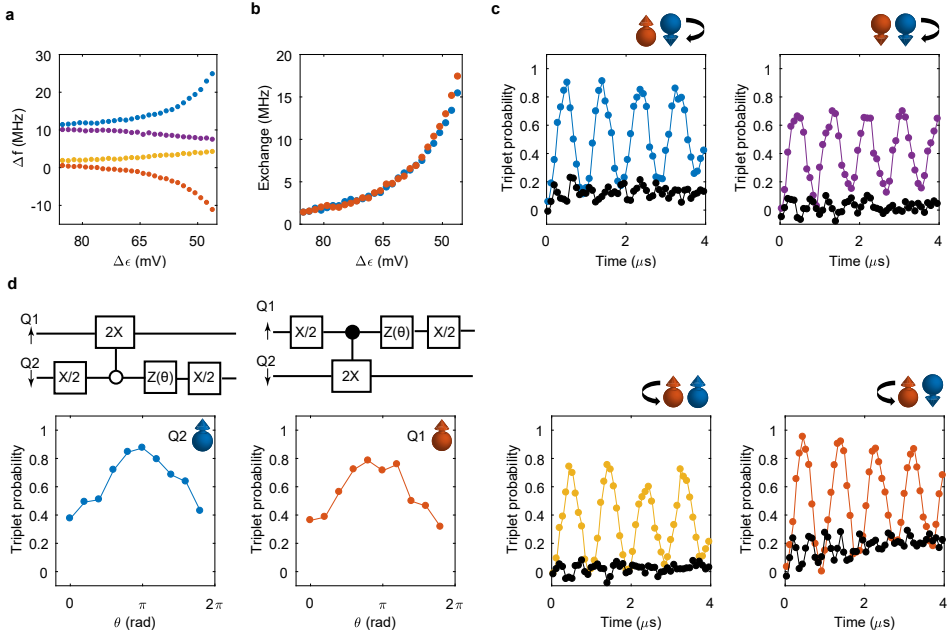 a
30
20
10
0
-10
Δf (MHz)
80
65
50
Δϵ (mV)
b
20
15
10
5
0
Exchange (MHz)
80
65
50
Δϵ (mV)
c
1
0.8
0.6
0.4
0.2
0
Triplet probability
0
2
4
Time (μs)
1
0.8
0.6
0.4
0.2
0
Triplet probability
0
2
4
Time (μs)
d
Q1
2X
Q2
X/2
Z(θ)
X/2
Q1
X/2
Z(θ)
X/2
Q2
2X
Q2
1
0.8
0.6
0.4
0.2
0
Triplet probability
0
π
2π
θ (rad)
Q1
1
0.8
0.6
0.4
0.2
0
Triplet probability
0
π
2π
θ (rad)
1
0.8
0.6
0.4
0.2
0
Triplet probability
0
2
4
Time (μs)
1
0.8
0.6
0.4
0.2
0
Triplet probability
0
2
4
Time (μs)